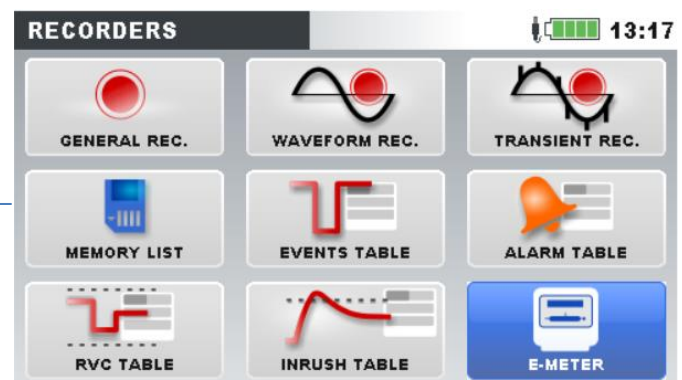 RECORDERS 13:17
GENERAL REC. WAVEFORM REC. TRANSIENT REC.
MEMORY LIST EVENTS TABLE ALARM TABLE
RVC TABLE INRUSH TABLE E-METER